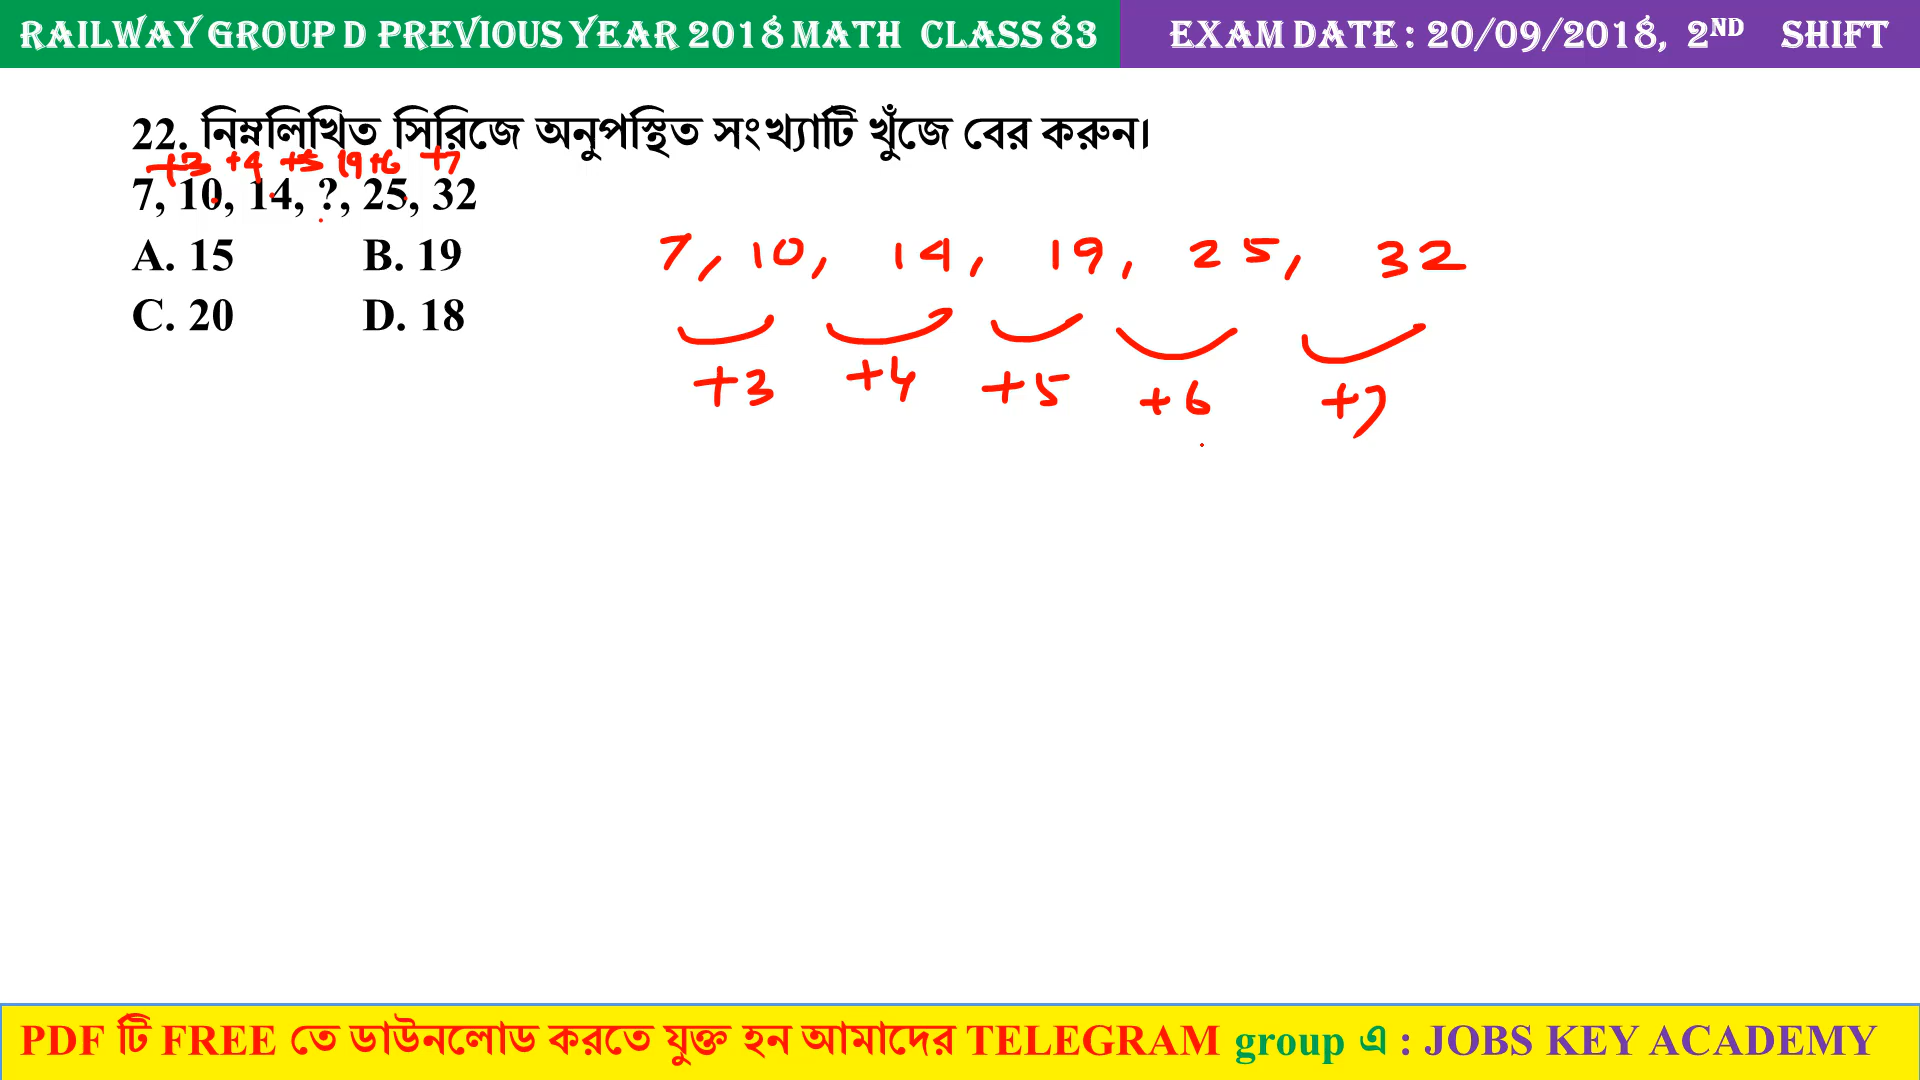 RAILWAY GROUP D PREVIOUS YEAR 2018 MATH CLASS 83 EXAM DATE : 20/09/2018, 2ND SHIFT
22. নিম্নলিখিত সিরিজে অনুপস্থিত সংখ্যাটি খুঁজে বের করুন।
+3 +4 +5 19 +6 +7
7, 10, 14, ?, 25, 32
A. 15 B. 19
C. 20 D. 18
7, 10, 14, 19, 25, 32
+3 +4 +5 +6 +7
PDF টি FREE তে ডাউনলোড করতে যুক্ত হন আমাদের TELEGRAM group এ : JOBS KEY ACADEMY